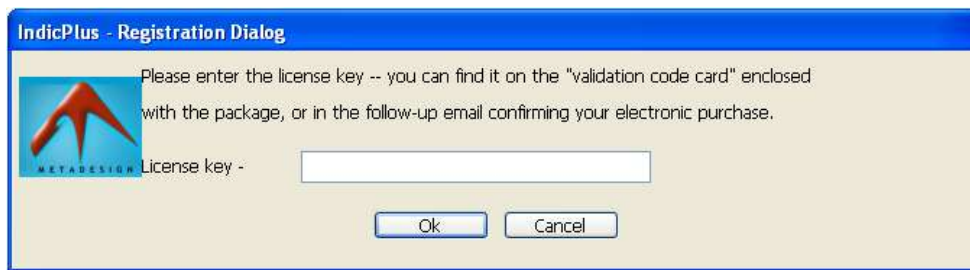 IndicPlus - Registration Dialog
Please enter the license key -- you can find it on the "validation code card" enclosed
with the package, or in the follow-up email confirming your electronic purchase.
METADESIGN
License key -
Ok Cancel